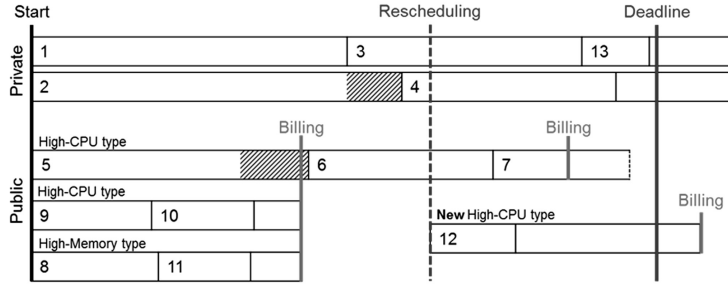 Start Rescheduling Deadline
Private
1 3 13
2 4
Billing Billing
Public
High-CPU type
5 6 7
High-CPU type
Billing
9 10
New High-CPU type
12
High-Memory type
8 11